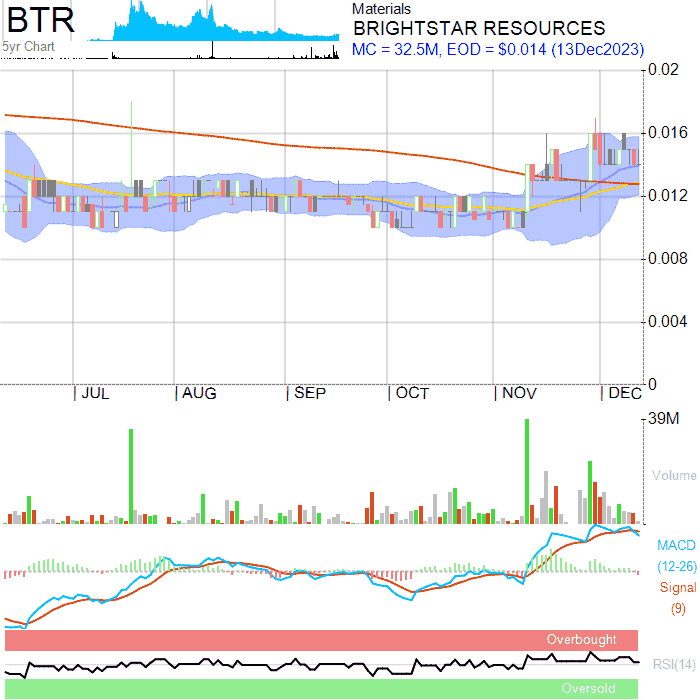 BTR
5yr Chart
Materials
BRIGHTSTAR RESOURCES
MC = 32.5M, EOD = $0.014 (13Dec2023)
0.02
0.016
0.012
0.008
0.004
0
JUL AUG SEP OCT NOV DEC
39M
Volume
MACD
(12-26)
Signal
(9)
Overbought
RSI(14)
Oversold